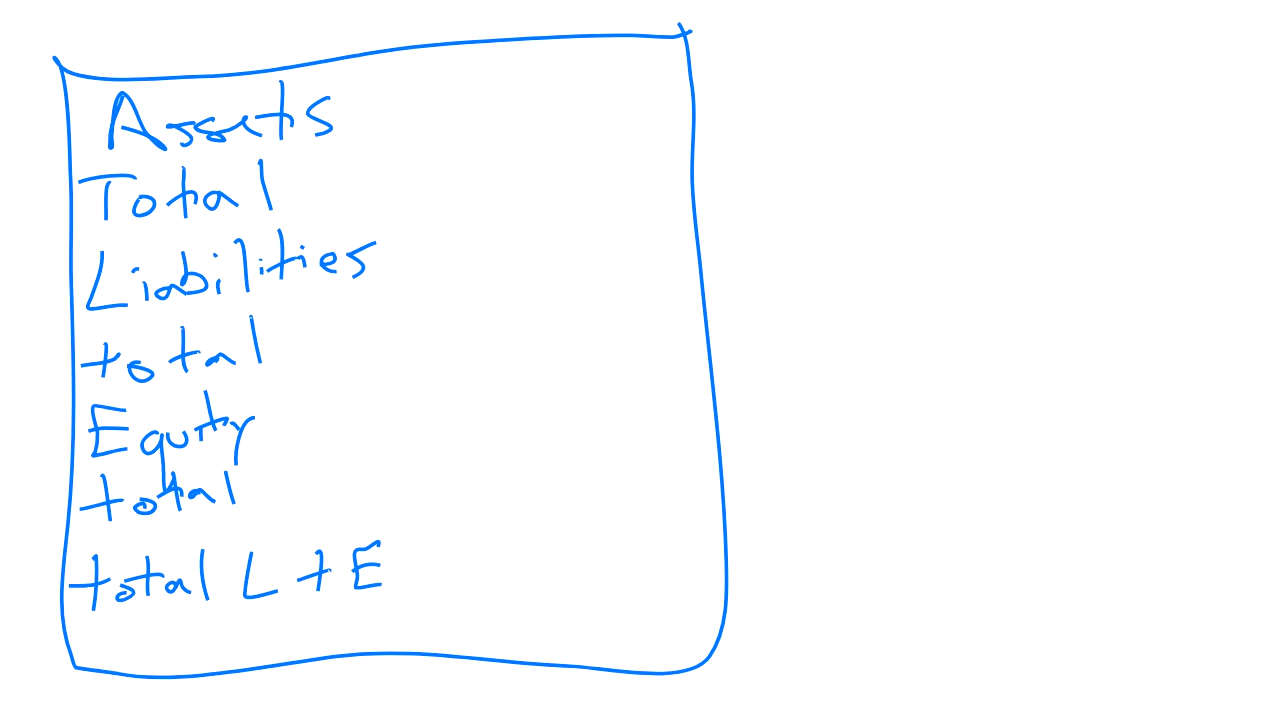 Assets
Total
Liabilities
total
Equity
total
total L + E